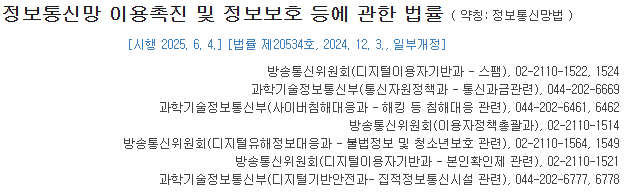 정보통신망 이용촉진 및 정보보호 등에 관한 법률 ( 약칭: 정보통신망법 )
[시행 2025. 6. 4.] [법률 제20534호, 2024. 12. 3., 일부개정]
방송통신위원회(디지털이용자기반과 - 스팸), 02-2110-1522, 1524
과학기술정보통신부(통신자원정책과 - 통신과금관련), 044-202-6669
과학기술정보통신부(사이버침해대응과 - 해킹 등 침해대응 관련), 044-202-6461, 6462
방송통신위원회(이용자정책총괄과), 02-2110-1514
방송통신위원회(디지털유해정보대응과 - 불법정보 및 청소년보호 관련), 02-2110-1564, 1549
방송통신위원회(디지털이용자기반과 - 본인확인제 관련), 02-2110-1521
과학기술정보통신부(디지털기반안전과- 집적정보통신시설 관련), 044-202-6777, 6778